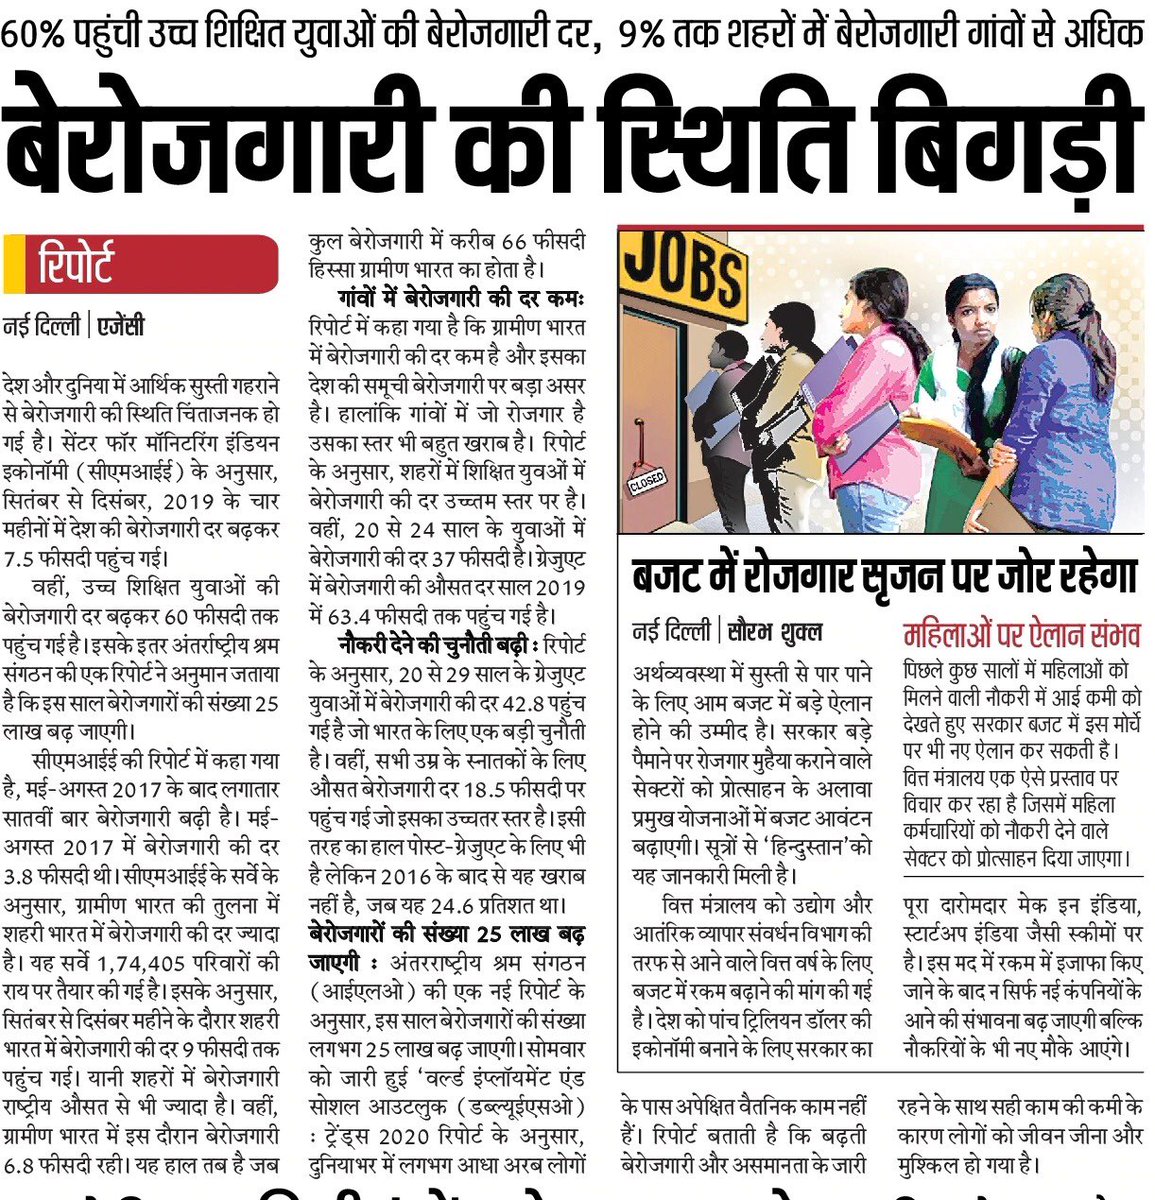 60% पहुंची उच्च शिक्षित युवाओं की बेरोजगारी दर, 9% तक शहरों में बेरोजगारी गांवों से अधिक
बेरोजगारी की स्थिति बिगड़ी
रिपोर्ट
नई दिल्ली | एजेंसी
देश और दुनिया में आर्थिक सुस्ती गहराने
से बेरोजगारी की स्थिति चिंताजनक हो
गई है। सेंटर फॉर मॉनिटरिंग इंडियन
इकोनॉमी (सीएमआईई) के अनुसार,
सितंबर से दिसंबर, 2019 के चार
महीनों में देश की बेरोजगारी दर बढ़कर
7.5 फीसदी पहुंच गई।
वहीं, उच्च शिक्षित युवाओं की
बेरोजगारी दर बढ़कर 60 फीसदी तक
पहुंच गई है। इसके इतर अंतर्राष्ट्रीय श्रम
संगठन की एक रिपोर्ट ने अनुमान जताया
है कि इस साल बेरोजगारों की संख्या 25
लाख बढ़ जाएगी।
सीएमआईई की रिपोर्ट में कहा गया
है, मई-अगस्त 2017 के बाद लगातार
सातवीं बार बेरोजगारी बढ़ी है। मई-
अगस्त 2017 में बेरोजगारी की दर
3.8 फीसदी थी। सीएमआईई के सर्वे के
अनुसार, ग्रामीण भारत की तुलना में
शहरी भारत में बेरोजगारी की दर ज्यादा
है। यह सर्वे 1,74,405 परिवारों की
राय पर तैयार की गई है। इसके अनुसार,
सितंबर से दिसंबर महीने के दौरार शहरी
भारत में बेरोजगारी की दर 9 फीसदी तक
पहुंच गई। यानी शहरों में बेरोजगारी
राष्ट्रीय औसत से भी ज्यादा है। वहीं,
ग्रामीण भारत में इस दौरान बेरोजगारी
6.8 फीसदी रही। यह हाल तब है जब
कुल बेरोजगारी में करीब 66 फीसदी
हिस्सा ग्रामीण भारत का होता है।
गांवों में बेरोजगारी की दर कमः
रिपोर्ट में कहा गया है कि ग्रामीण भारत
में बेरोजगारी की दर कम है और इसका
देश की समूची बेरोजगारी पर बड़ा असर
है। हालांकि गांवों में जो रोजगार है
उसका स्तर भी बहुत खराब है। रिपोर्ट
के अनुसार, शहरों में शिक्षित युवओं में
बेरोजगारी की दर उच्च्तम स्तर पर है।
वहीं, 20 से 24 साल के युवाओं में
बेरोजगारी की दर 37 फीसदी है। ग्रेजुएट
में बेरोजगारी की औसत दर साल 2019
में 63.4 फीसदी तक पहुंच गई है।
नौकरी देने की चुनौती बढ़ी : रिपोर्ट
के अनुसार, 20 से 29 साल के ग्रेजुएट
युवाओं में बेरोजगारी की दर 42.8 पहुंच
गई है जो भारत के लिए एक बड़ी चुनौती
है। वहीं, सभी उम्र के स्नातकों के लिए
औसत बेरोजगारी दर 18.5 फीसदी पर
पहुंच गई जो इसका उच्चतर स्तर है। इसी
तरह का हाल पोस्ट-ग्रेजुएट के लिए भी
है लेकिन 2016 के बाद से यह खराब
नहीं है, जब यह 24.6 प्रतिशत था।
बेरोजगारों की संख्या 25 लाख बढ़
जाएगी : अंतरराष्ट्रीय श्रम संगठन
(आईएलओ) की एक नई रिपोर्ट के
अनुसार, इस साल बेरोजगारों की संख्या
लगभग 25 लाख बढ़ जाएगी। सोमवार
को जारी हुई ‘वर्ल्ड इंप्लॉयमेंट एंड
सोशल आउटलुक (डब्ल्यूईएसओ)
: ट्रेंड्स 2020 रिपोर्ट के अनुसार,
दुनियाभर में लगभग आधा अरब लोगों
के पास अपेक्षित वैतनिक काम नहीं
हैं। रिपोर्ट बताती है कि बढ़ती
बेरोजगारी और असमानता के जारी
रहने के साथ सही काम की कमी के
कारण लोगों को जीवन जीना और
मुश्किल हो गया है।
JOBS
CLOSED
बजट में रोजगार सृजन पर जोर रहेगा
नई दिल्ली | सौरभ शुक्ल
अर्थव्यवस्था में सुस्ती से पार पाने
के लिए आम बजट में बड़े ऐलान
होने की उम्मीद है। सरकार बड़े
पैमाने पर रोजगार मुहैया कराने वाले
सेक्टरों को प्रोत्साहन के अलावा
प्रमुख योजनाओं में बजट आवंटन
बढ़ाएगी। सूत्रों से ‘हिन्दुस्तान’को
यह जानकारी मिली है।
वित्त मंत्रालय को उद्योग और
आतंरिक व्यापार संवर्धन विभाग की
तरफ से आने वाले वित्त वर्ष के लिए
बजट में रकम बढ़ाने की मांग की गई
है। देश को पांच ट्रिलियन डॉलर की
इकोनॉमी बनाने के लिए सरकार का
महिलाओं पर ऐलान संभव
पिछले कुछ सालों में महिलाओं को
मिलने वाली नौकरी में आई कमी को
देखते हुए सरकार बजट में इस मोर्चे
पर भी नए ऐलान कर सकती है।
वित्त मंत्रालय एक ऐसे प्रस्ताव पर
विचार कर रहा है जिसमें महिला
कर्मचारियों को नौकरी देने वाले
सेक्टर को प्रोत्साहन दिया जाएगा।
पूरा दारोमदार मेक इन इंडिया,
स्टार्टअप इंडिया जैसी स्कीमों पर
है। इस मद में रकम में इजाफा किए
जाने के बाद न सिर्फ नई कंपनियों के
आने की संभावना बढ़ जाएगी बल्कि
नौकरियों के भी नए मौके आएंगे।